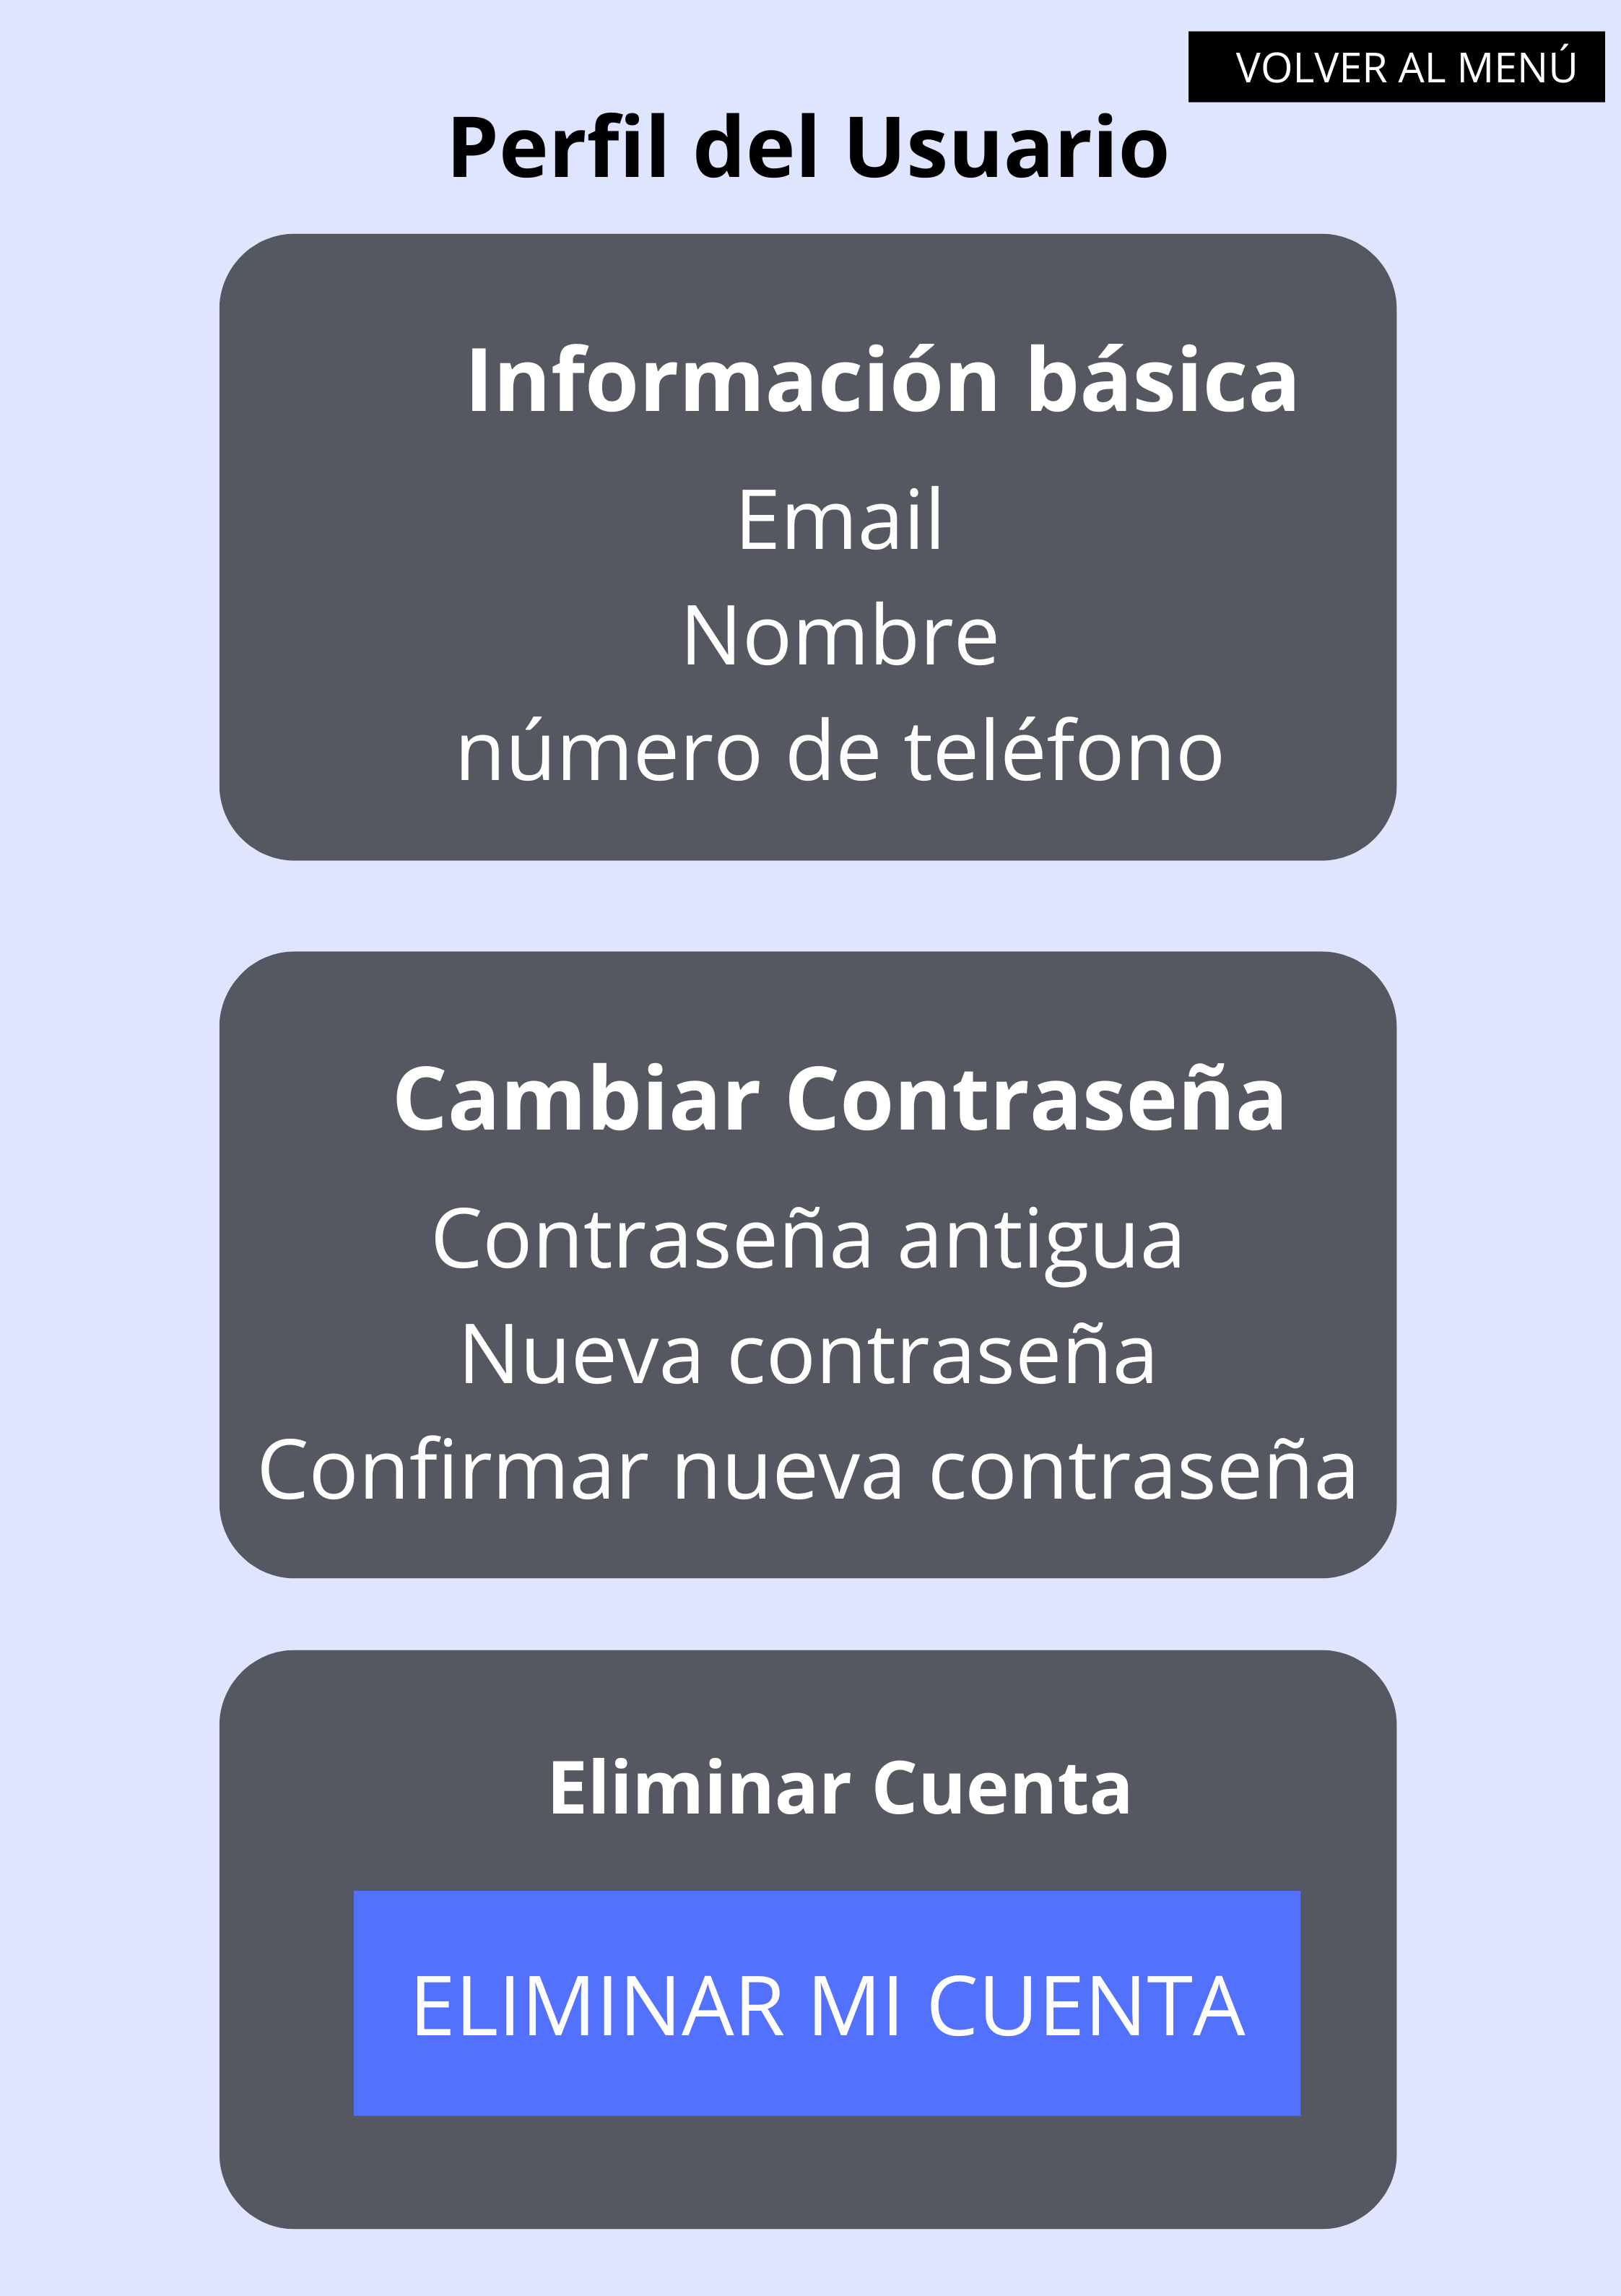 VOLVER AL MENÚ
Perfil del Usuario
Información básica
Email
Nombre
número de teléfono
Cambiar Contraseña
Contraseña antigua
Nueva contraseña
Confirmar nueva contraseña
Eliminar Cuenta
ELIMINAR MI CUENTA